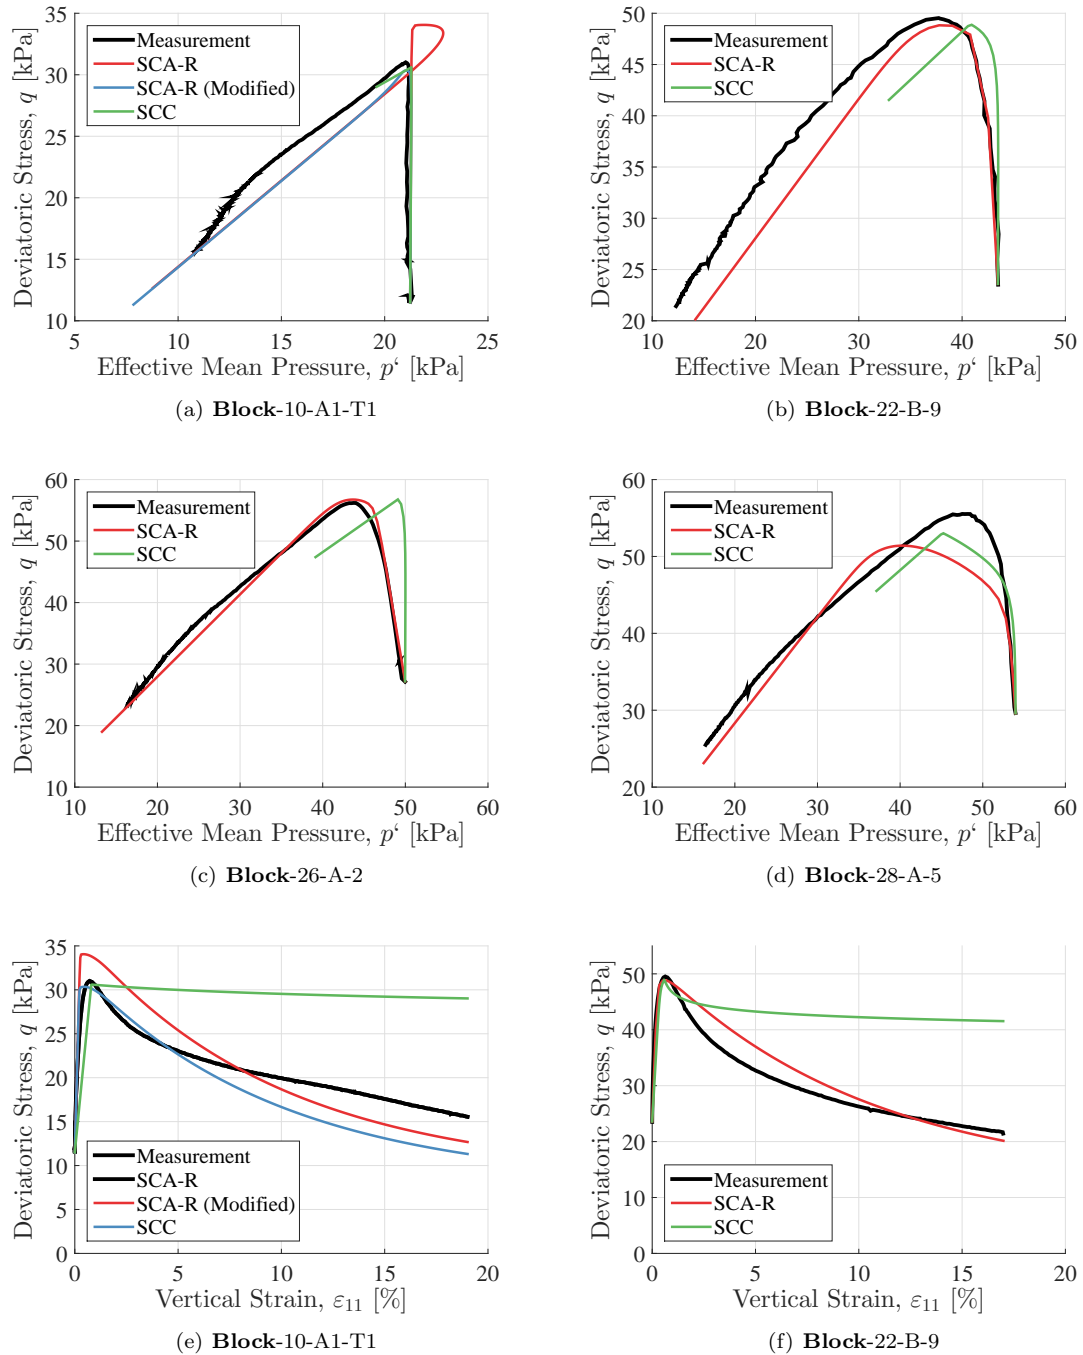 35
30
25
20
15
10
5
10
15
20
25
Deviatoric Stress, q [kPa]
Effective Mean Pressure, p‘ [kPa]
Measurement
SCA-R
SCA-R (Modified)
SCC
(a) Block-10-A1-T1
50
45
40
35
30
25
20
10
20
30
40
50
Deviatoric Stress, q [kPa]
Effective Mean Pressure, p‘ [kPa]
Measurement
SCA-R
SCC
(b) Block-22-B-9
60
50
40
30
20
10
10
20
30
40
50
60
Deviatoric Stress, q [kPa]
Effective Mean Pressure, p‘ [kPa]
Measurement
SCA-R
SCC
(c) Block-26-A-2
60
50
40
30
20
10
20
30
40
50
60
Deviatoric Stress, q [kPa]
Effective Mean Pressure, p‘ [kPa]
Measurement
SCA-R
SCC
(d) Block-28-A-5
35
30
25
20
15
10
5
0
0
5
10
15
20
Deviatoric Stress, q [kPa]
Vertical Strain, ε11 [%]
Measurement
SCA-R
SCA-R (Modified)
SCC
(e) Block-10-A1-T1
50
40
30
20
10
0
0
5
10
15
20
Deviatoric Stress, q [kPa]
Vertical Strain, ε11 [%]
Measurement
SCA-R
SCC
(f) Block-22-B-9